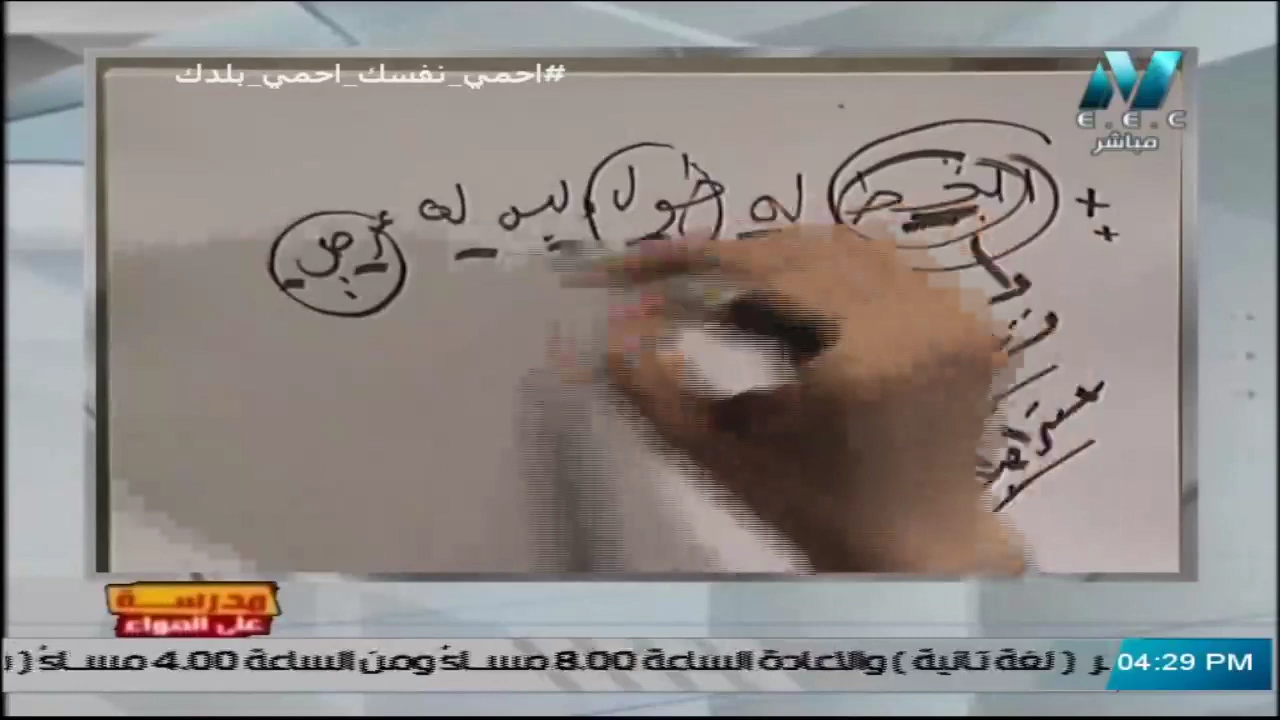 #احمي_نفسك_احمي_بلدك
E.E.C
مباشر
الخط له طول ليس له عرض
مدرسة
على الهواء
ر ( لغة ثانية ) والاعادة الساعة 8.00 مساءً ومن الساعة 4.00 مساءً (
04:29 PM